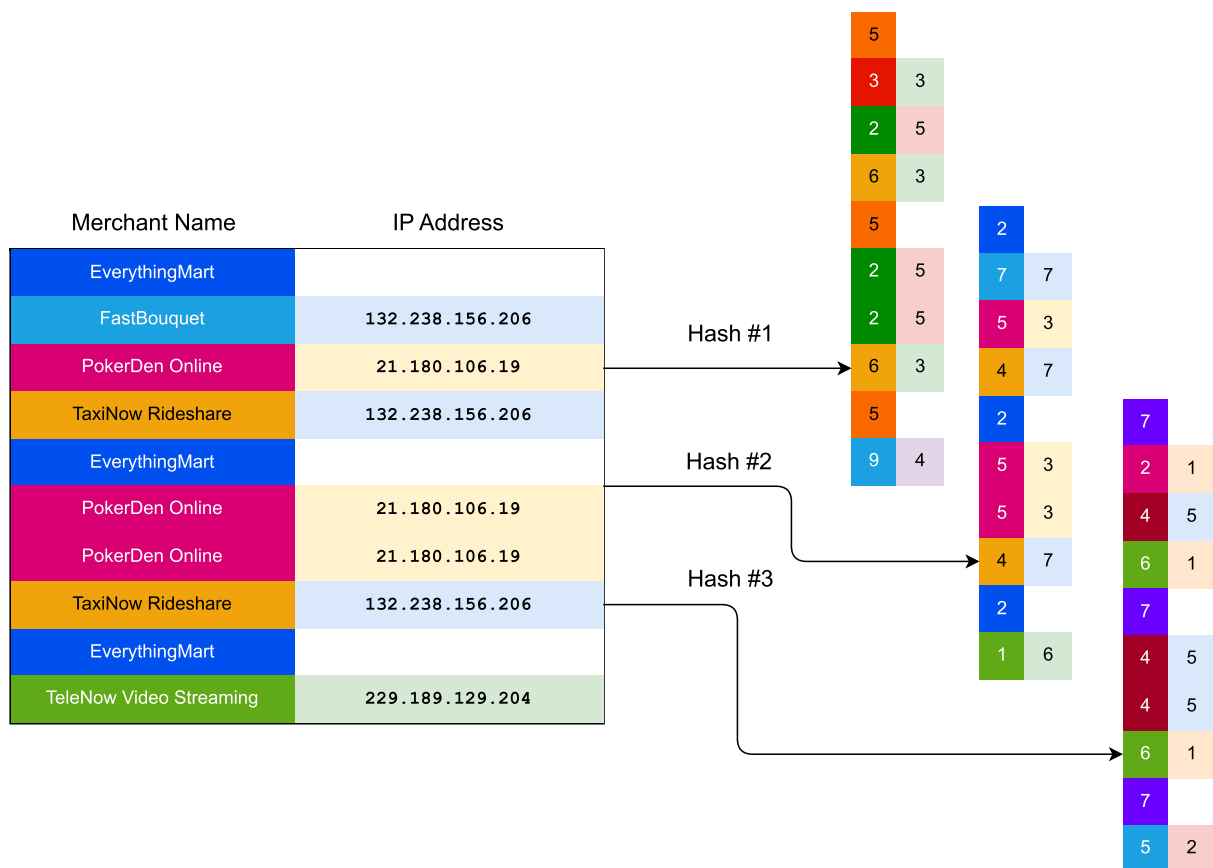 Merchant Name IP Address
EverythingMart
FastBouquet 132.238.156.206
PokerDen Online 21.180.106.19
TaxiNow Rideshare 132.238.156.206
EverythingMart
PokerDen Online 21.180.106.19
PokerDen Online 21.180.106.19
TaxiNow Rideshare 132.238.156.206
EverythingMart
TeleNow Video Streaming 229.189.129.204
Hash #1
5
3 3
2 5
6 3
5
2 5
2 5
6 3
5
9 4
Hash #2
2
7 7
5 3
4 7
2
5 3
5 3
4 7
2
1 6
Hash #3
7
2 1
4 5
6 1
7
4 5
4 5
6 1
7
5 2